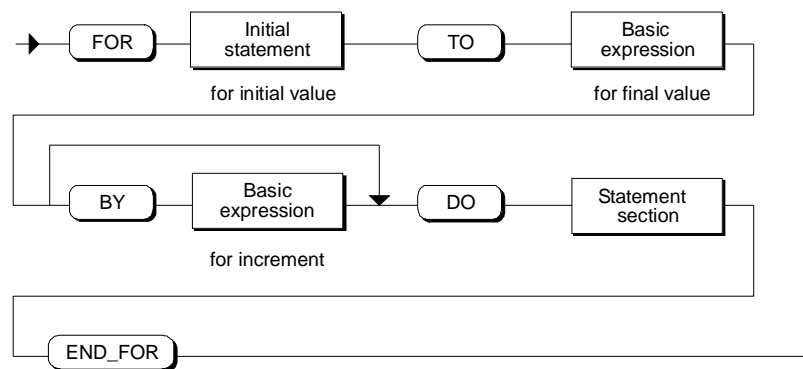 FOR
Initial
statement
TO
Basic
expression
for initial value
for final value
BY
Basic
expression
DO
Statement
section
for increment
END_FOR